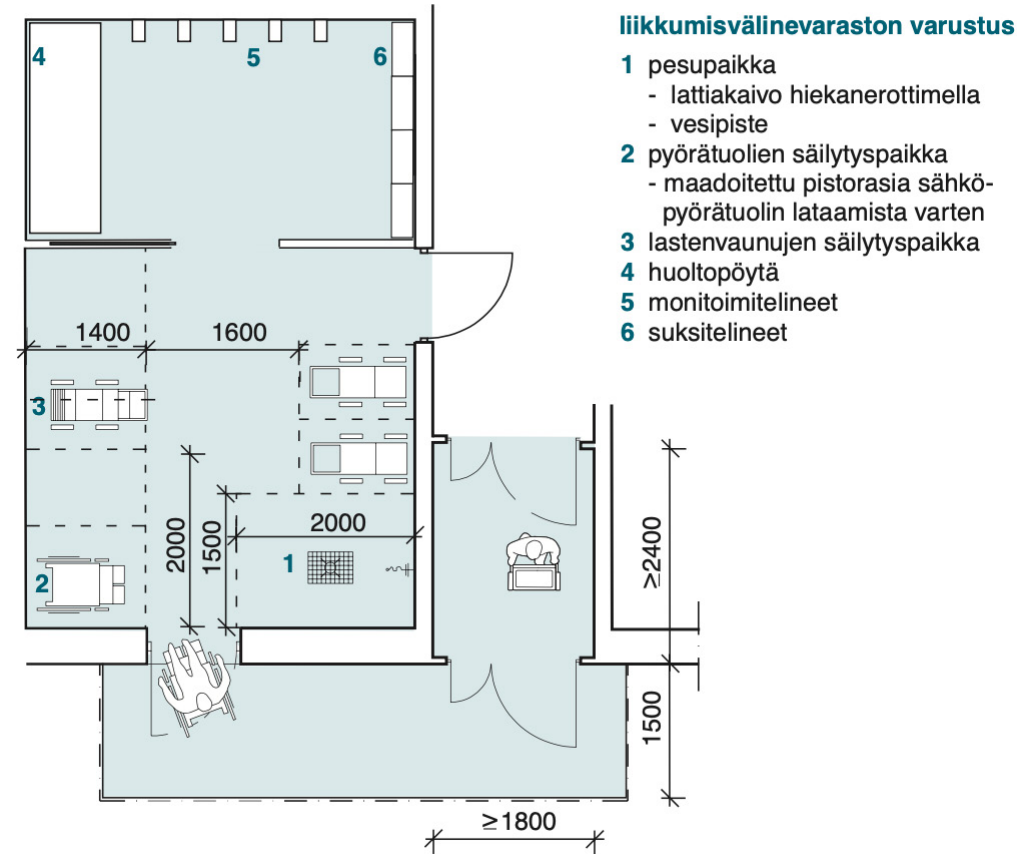 liikkumisvälinevaraston varustus
1 pesupaikka
- lattiakaivo hiekanerottimella
- vesipiste
2 pyörätuolien säilytyspaikka
- maadoitettu pistorasia sähkö-
pyörätuolin lataamista varten
3 lastenvaunujen säilytyspaikka
4 huoltopöytä
5 monitoimitelineet
6 suksitelineet
4
5
6
1400
1600
3
2000
1500
2000
1
2
≥2400
1500
≥1800